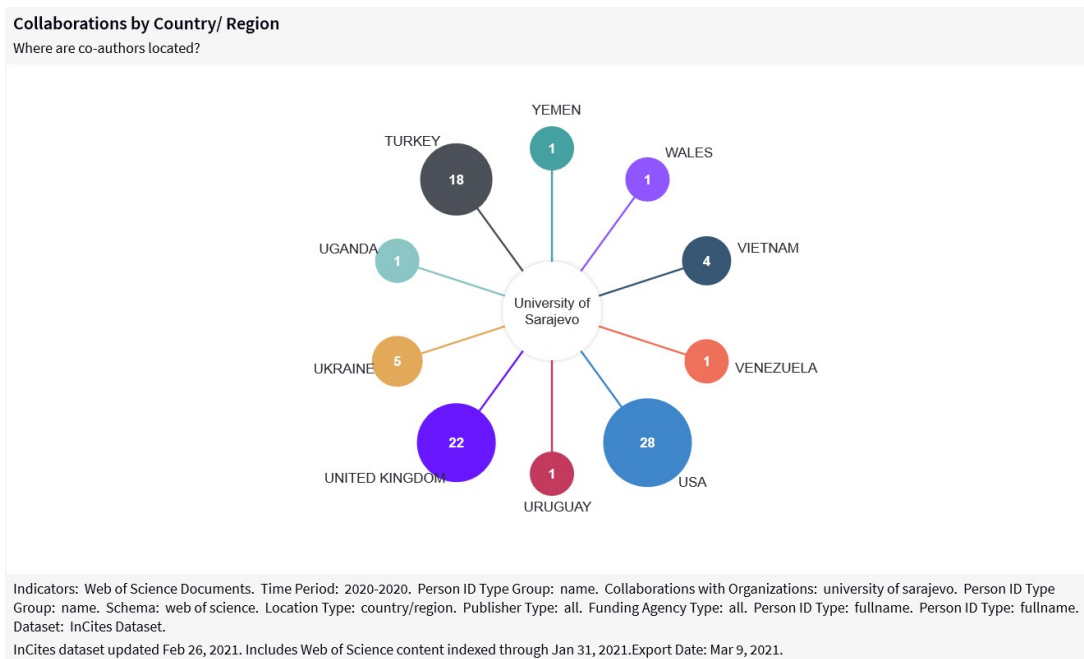 Collaborations by Country/ Region
Where are co-authors located?
YEMEN
1
TURKEY
18
WALES
1
UGANDA
1
VIETNAM
4
University of
Sarajevo
UKRAINE
5
VENEZUELA
1
UNITED KINGDOM
22
URUGUAY
1
USA
28
Indicators: Web of Science Documents. Time Period: 2020-2020. Person ID Type Group: name. Collaborations with Organizations: university of sarajevo. Person ID Type
Group: name. Schema: web of science. Location Type: country/region. Publisher Type: all. Funding Agency Type: all. Person ID Type: fullname. Person ID Type: fullname.
Dataset: InCites Dataset.
InCites dataset updated Feb 26, 2021. Includes Web of Science content indexed through Jan 31, 2021.Export Date: Mar 9, 2021.